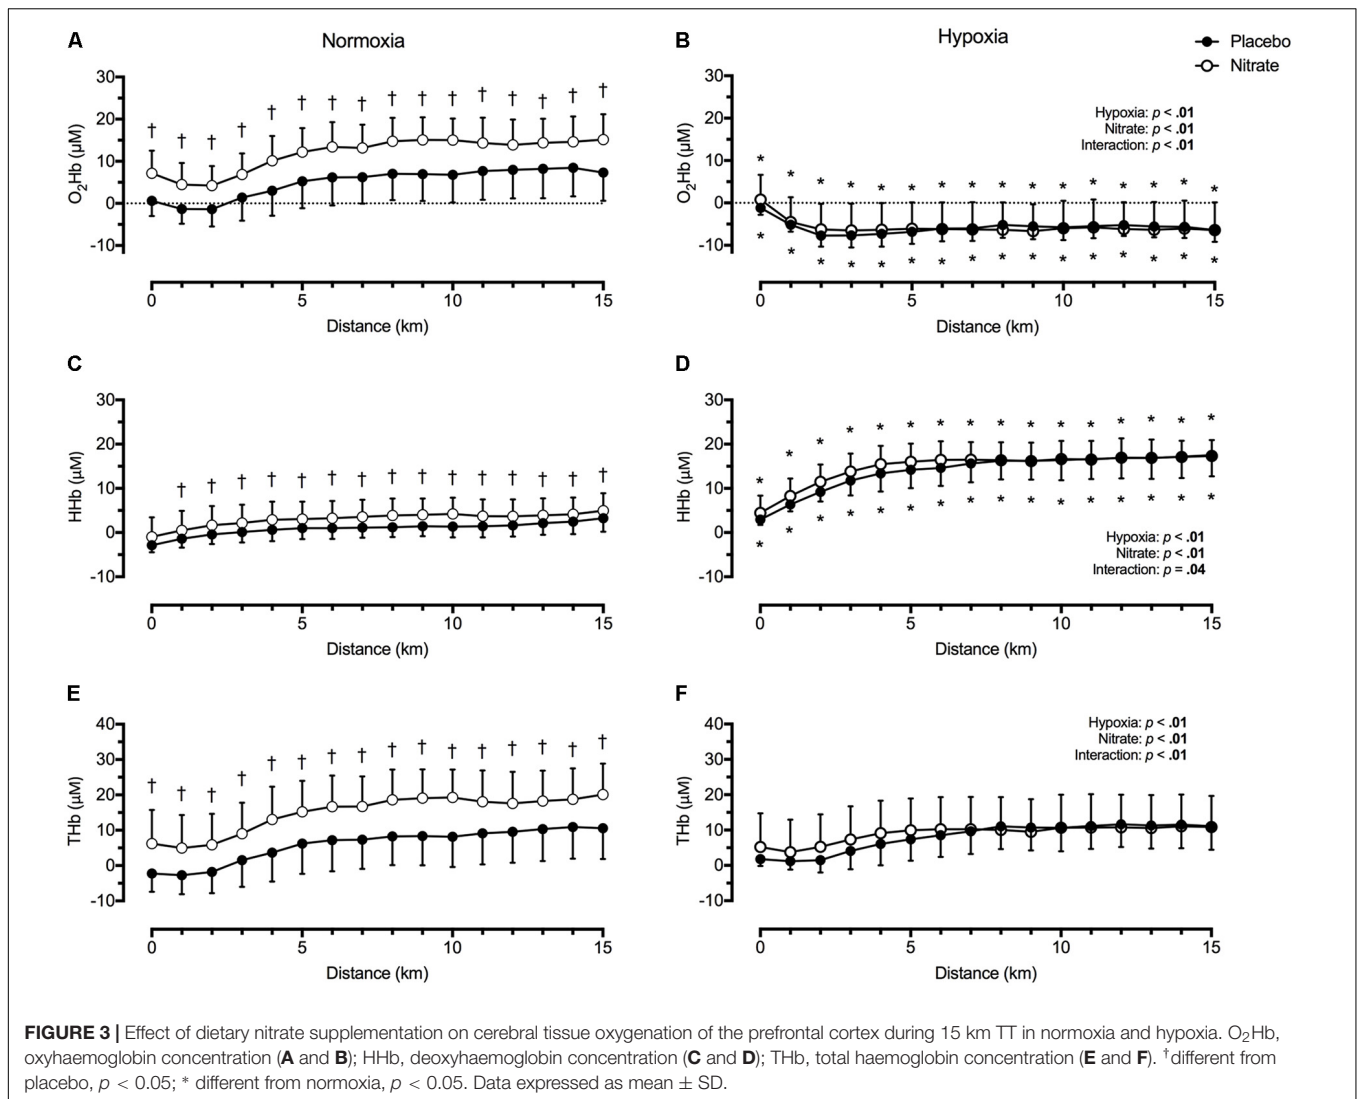 A
Normoxia
B
Hypoxia
Placebo
Nitrate
† † † † † † † † † † † † † † † †
30
20
10
0
-10
O2Hb (µM)
0 5 10 15
Distance (km)
Hypoxia: p < .01
Nitrate: p < .01
Interaction: p < .01
* * * * * * * * * * * * * * * *
30
20
10
0
-10
O2Hb (µM)
* * * * * * * * * * * * * * * *
0 5 10 15
Distance (km)
C
† † † † † † † † † † † † † † †
30
20
10
0
-10
HHb (µM)
0 5 10 15
Distance (km)
D
* * * * * * * * * * * * * * * *
30
20
10
0
-10
HHb (µM)
* * * * * * * * * * * * * * * *
Hypoxia: p < .01
Nitrate: p < .01
Interaction: p = .04
0 5 10 15
Distance (km)
E
† † † † † † † † † † † † † † † †
40
30
20
10
0
-10
THb (µM)
0 5 10 15
Distance (km)
F
Hypoxia: p < .01
Nitrate: p < .01
Interaction: p < .01
40
30
20
10
0
-10
THb (µM)
0 5 10 15
Distance (km)
FIGURE 3 | Effect of dietary nitrate supplementation on cerebral tissue oxygenation of the prefrontal cortex during 15 km TT in normoxia and hypoxia. O2Hb,
oxyhaemoglobin concentration (A and B); HHb, deoxyhaemoglobin concentration (C and D); THb, total haemoglobin concentration (E and F). †different from
placebo, p < 0.05; * different from normoxia, p < 0.05. Data expressed as mean ± SD.